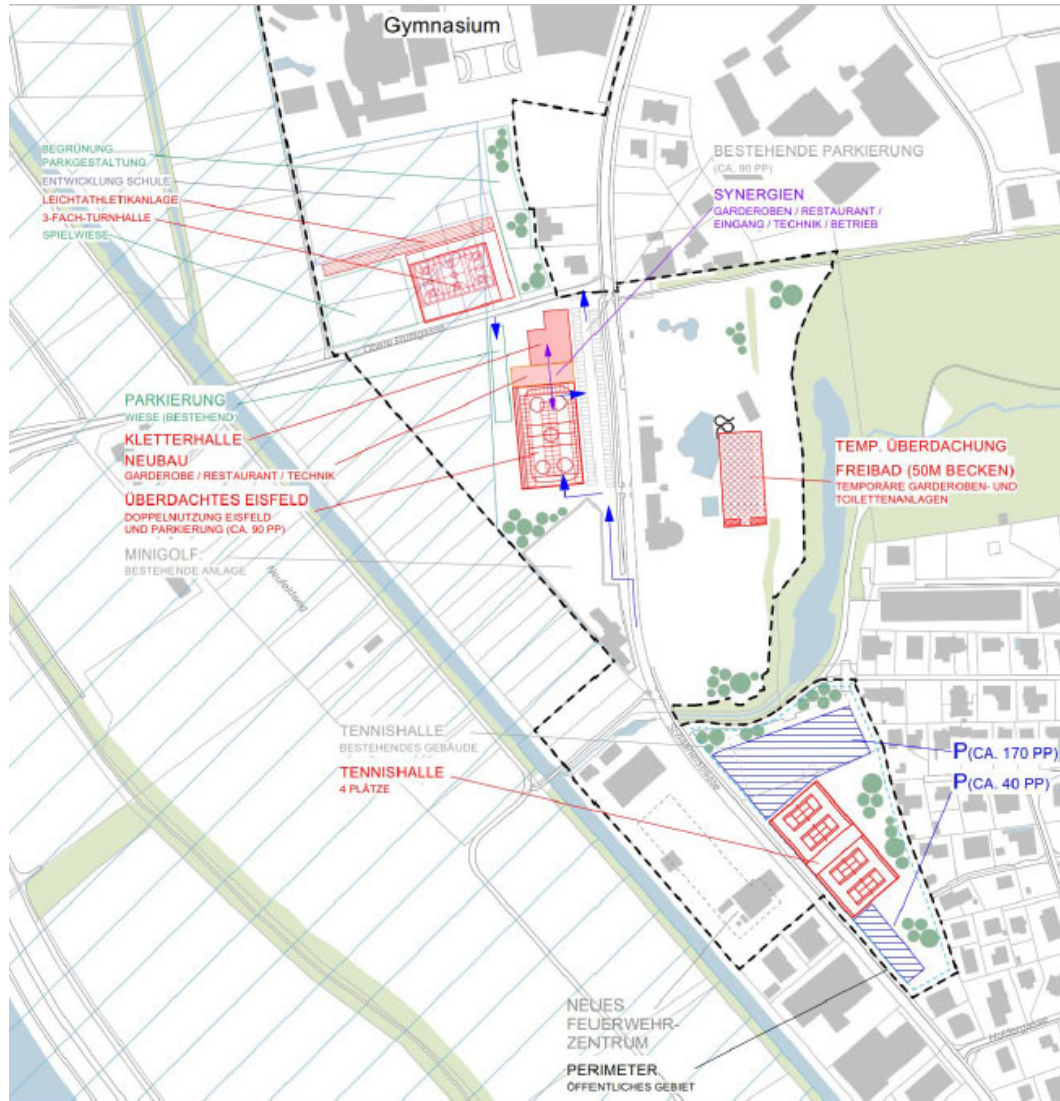 Gymnasium
BEGRÜNUNG
PARKGESTALTUNG
ENTWICKLUNG SCHULE
LEICHTATHLETIKANLAGE
3-FACH-TURNHALLE
SPIELWIESE
BESTEHENDE PARKIERUNG
(CA. 90 PP)
SYNERGIEN
GARDEROBEN / RESTAURANT /
EINGANG / TECHNIK / BETRIEB
PARKIERUNG
WIESE (BESTEHEND)
KLETTERHALLE
NEUBAU
GARDEROBE / RESTAURANT / TECHNIK
ÜBERDACHTES EISFELD
DOPPELNUTZUNG EISFELD
UND PARKIERUNG (CA. 90 PP)
MINIGOLF
BESTEHENDE ANLAGE
Neufeldweg
TEMP. ÜBERDACHUNG
FREIBAD (50M BECKEN)
TEMPORÄRE GARDEROBEN- UND
TOILETTENANLAGEN
TENNISHALLE
BESTEHENDES GEBÄUDE
TENNISHALLE
4 PLÄTZE
P(CA. 170 PP)
P(CA. 40 PP)
NEUES
FEUERWEHR-
ZENTRUM
PERIMETER
ÖFFENTLICHES GEBIET